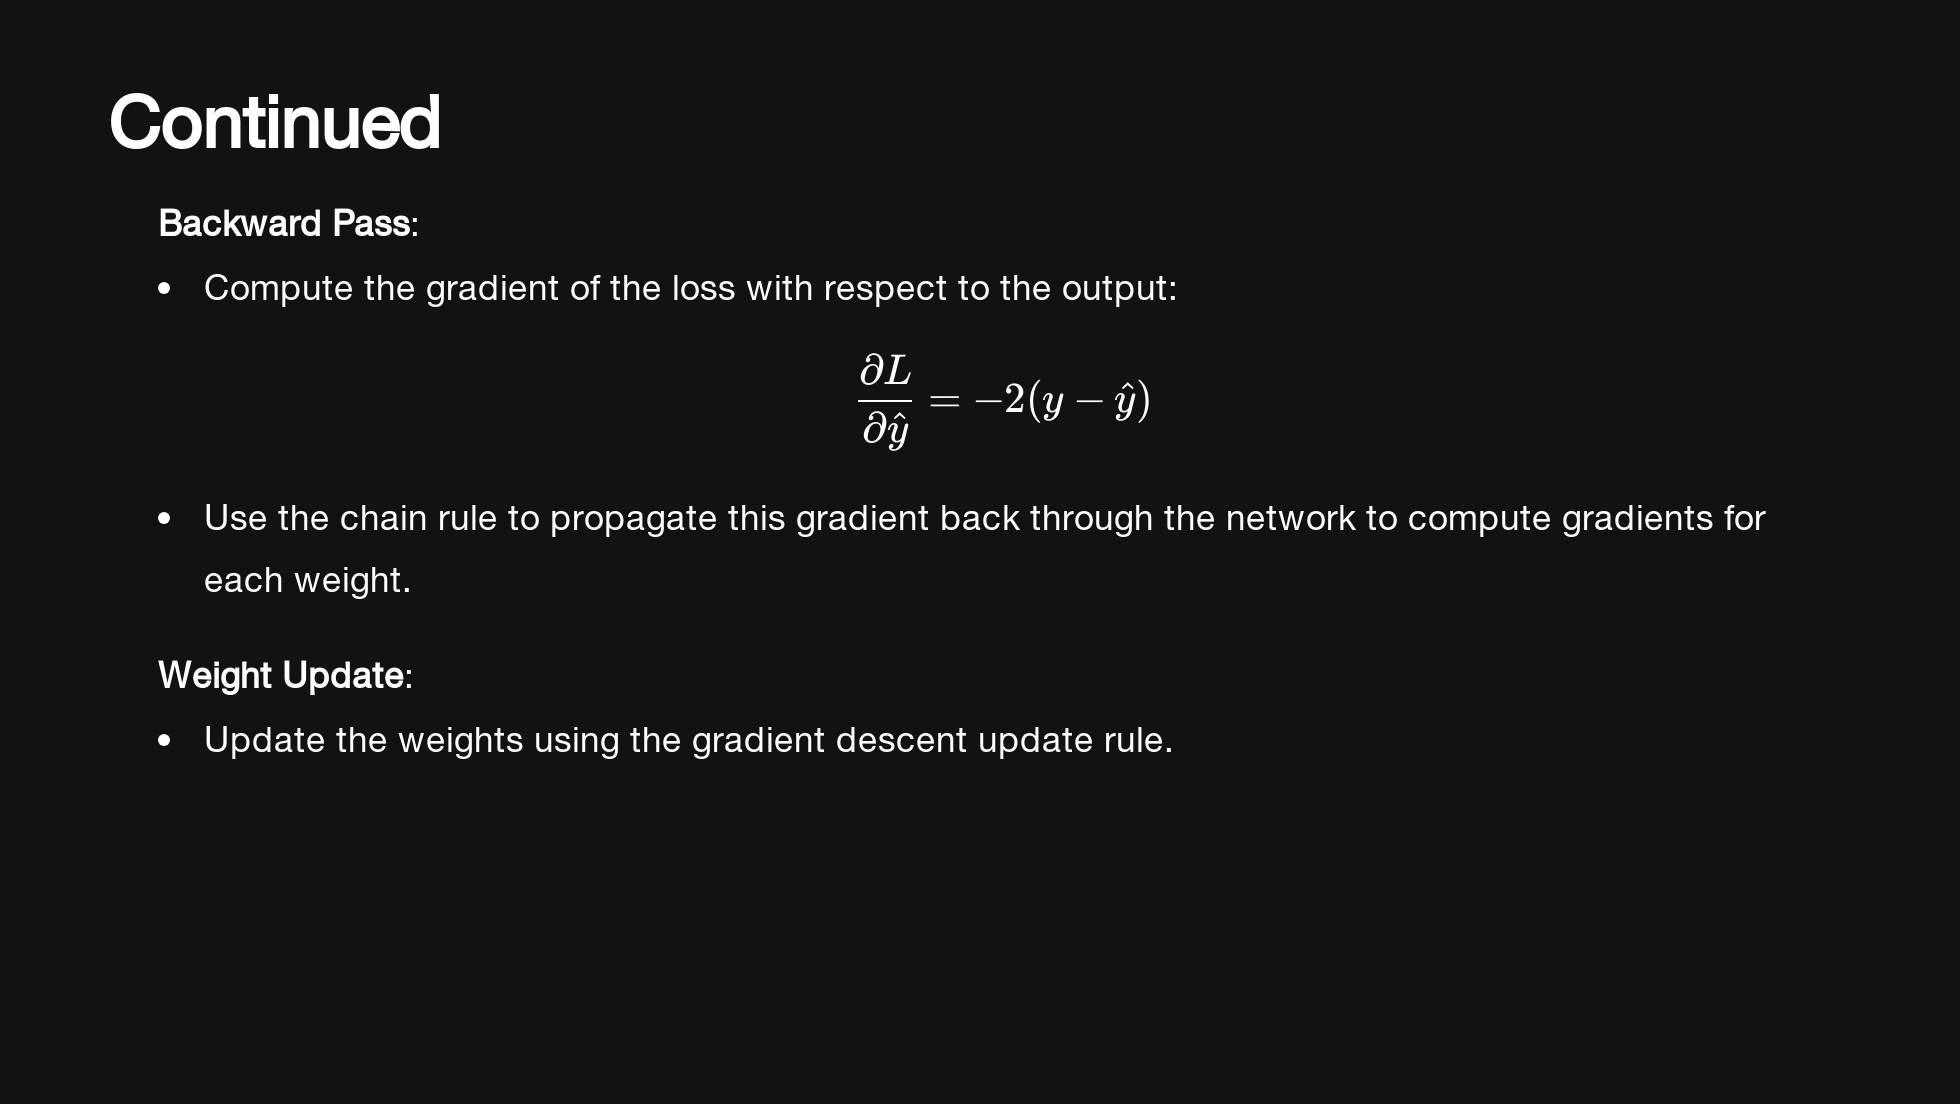 Continued
Backward Pass:
• Compute the gradient of the loss with respect to the output:
∂L/∂ŷ = −2(y − ŷ)
• Use the chain rule to propagate this gradient back through the network to compute gradients for
each weight.
Weight Update:
• Update the weights using the gradient descent update rule.